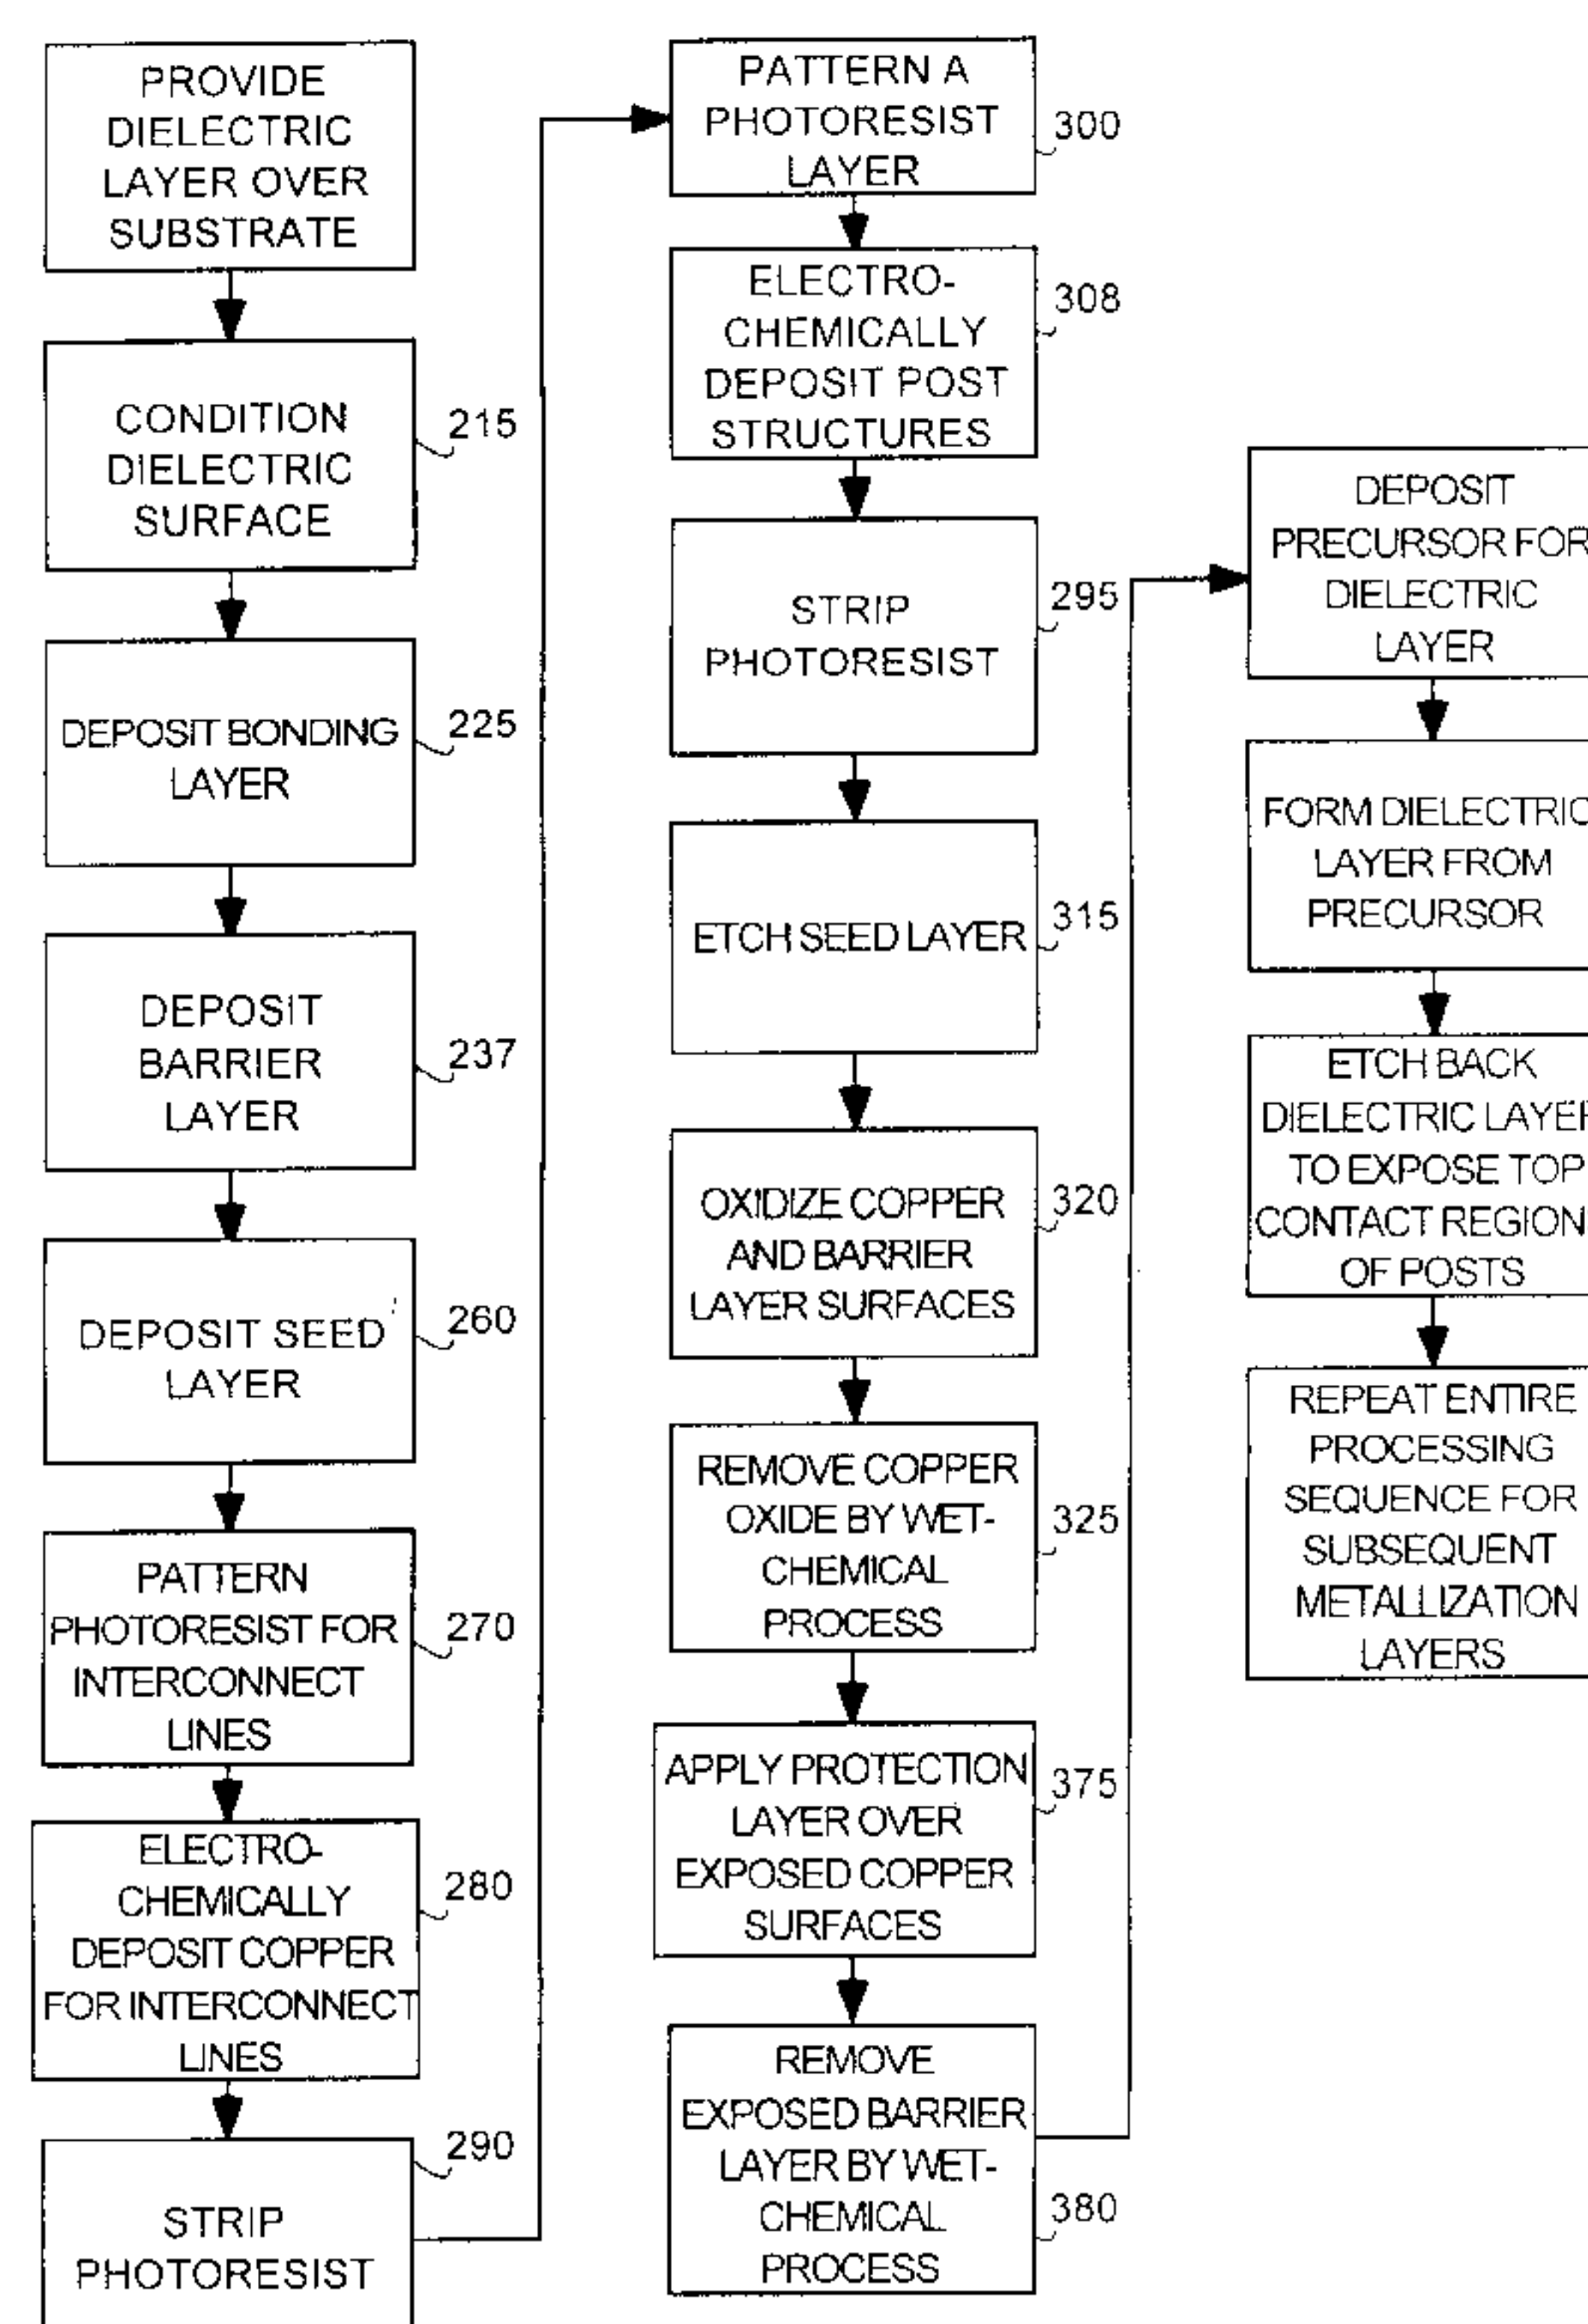 PROVIDE
DIELECTRIC
LAYER OVER
SUBSTRATE
CONDITION
DIELECTRIC
SURFACE
215
DEPOSIT BONDING
LAYER
225
DEPOSIT
BARRIER
LAYER
237
DEPOSIT SEED
LAYER
260
PATTERN
PHOTORESIST FOR
INTERCONNECT
LINES
270
ELECTRO-
CHEMICALLY
DEPOSIT COPPER
FOR INTERCONNECT
LINES
280
STRIP
PHOTORESIST
290
PATTERN A
PHOTORESIST
LAYER
300
ELECTRO-
CHEMICALLY
DEPOSIT POST
STRUCTURES
308
STRIP
PHOTORESIST
295
ETCH SEED LAYER
315
OXIDIZE COPPER
AND BARRIER
LAYER SURFACES
320
REMOVE COPPER
OXIDE BY WET-
CHEMICAL
PROCESS
325
APPLY PROTECTION
LAYER OVER
EXPOSED COPPER
SURFACES
375
REMOVE
EXPOSED BARRIER
LAYER BY WET-
CHEMICAL
PROCESS
380
DEPOSIT
PRECURSOR FOR
DIELECTRIC
LAYER
FORM DIELECTRIC
LAYER FROM
PRECURSOR
ETCH BACK
DIELECTRIC LAYER
TO EXPOSE TOP
CONTACT REGION
OF POSTS
REPEAT ENTIRE
PROCESSING
SEQUENCE FOR
SUBSEQUENT
METALLIZATION
LAYERS